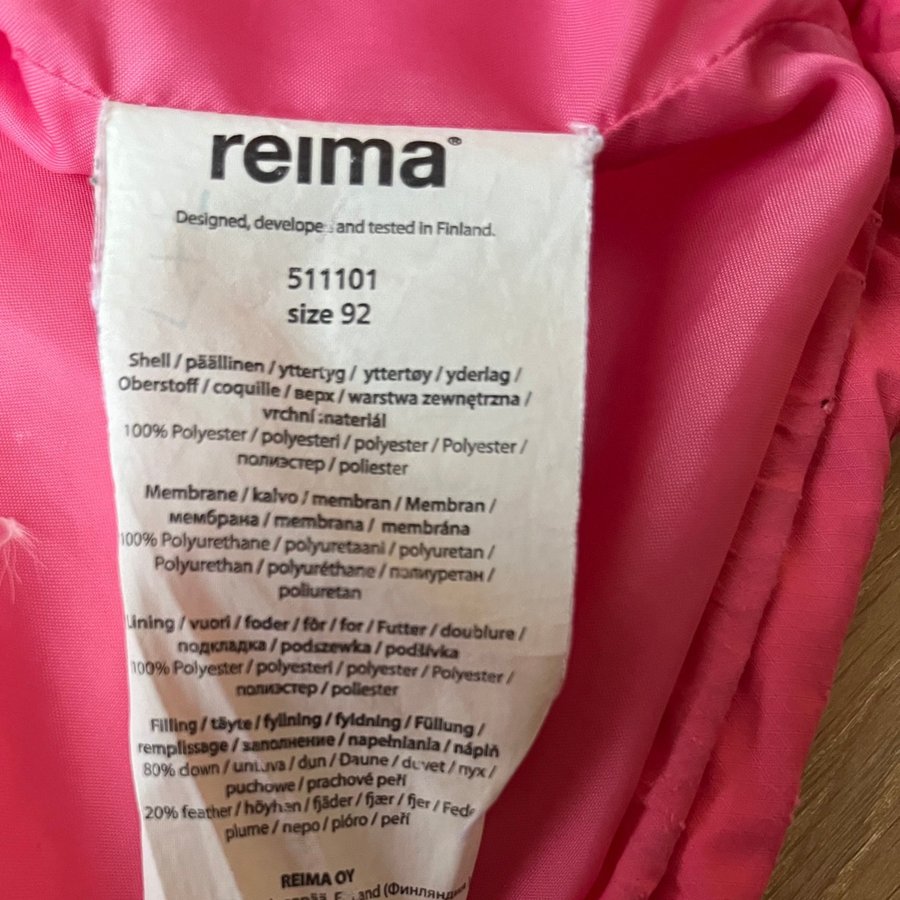 reima®
Designed, develope and tested in Finland.
511101
size 92
Shell / päällinen / yttertyg / yttertøy / yderlag /
Oberstoff / coquille / верх / warstwa zewnętrzna /
vrchní materiál
100% Polyester / polyesteri / polyester / Polyester /
полиэстер / poliester
Membrane / kalvo / membran / Membran /
мембрана / membrana / membrána
100% Polyurethane / polyuretaani / polyuretan /
Polyurethan / polyuréthane / полиуретан /
poliuretan
Lining / vuori / foder / fôr / for / Futter / doublure /
подкладка / podszewka / podšívka
100% Polyester / polyesteri / polyester / Polyester /
полиэстер / poliester
Filling / täyte / fyllning / fyldning / Füllung /
remplissage / заполнение / napełniania / náplň
80% down / untuva / dun / Daune / duvet / пух /
puchowe / prachové peří
20% feather / höyhen / fjäder / fjær / fjer / Fede
plume / перо / pióro / peří
REIMA OY